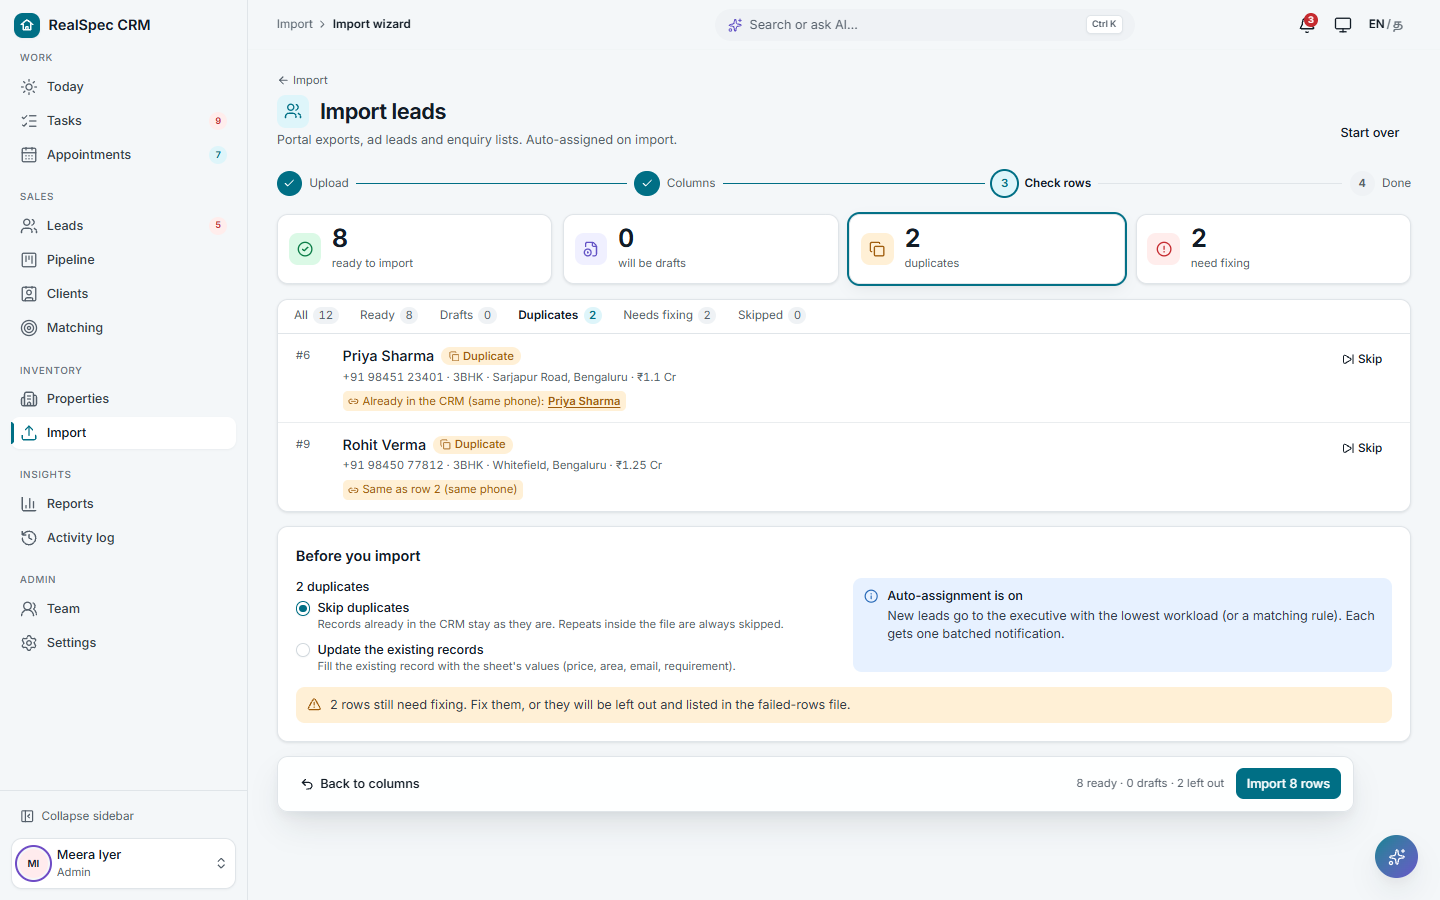 RealSpec CRM
WORK
Today
Tasks 9
Appointments 7
SALES
Leads 5
Pipeline
Clients
Matching
INVENTORY
Properties
Import
INSIGHTS
Reports
Activity log
ADMIN
Team
Settings
Collapse sidebar
MI
Meera Iyer
Admin
Import > Import wizard
Search or ask AI...
Ctrl K
3
EN / த
← Import
Import leads
Portal exports, ad leads and enquiry lists. Auto-assigned on import.
Start over
Upload
Columns
3 Check rows
4 Done
8
ready to import
0
will be drafts
2
duplicates
2
need fixing
All 12 Ready 8 Drafts 0 Duplicates 2 Needs fixing 2 Skipped 0
#6 Priya Sharma Duplicate
+91 98451 23401 · 3BHK · Sarjapur Road, Bengaluru · ₹1.1 Cr
Already in the CRM (same phone): Priya Sharma
Skip
#9 Rohit Verma Duplicate
+91 98450 77812 · 3BHK · Whitefield, Bengaluru · ₹1.25 Cr
Same as row 2 (same phone)
Skip
Before you import
2 duplicates
Skip duplicates
Records already in the CRM stay as they are. Repeats inside the file are always skipped.
Update the existing records
Fill the existing record with the sheet's values (price, area, email, requirement).
Auto-assignment is on
New leads go to the executive with the lowest workload (or a matching rule). Each
gets one batched notification.
2 rows still need fixing. Fix them, or they will be left out and listed in the failed-rows file.
Back to columns
8 ready · 0 drafts · 2 left out
Import 8 rows